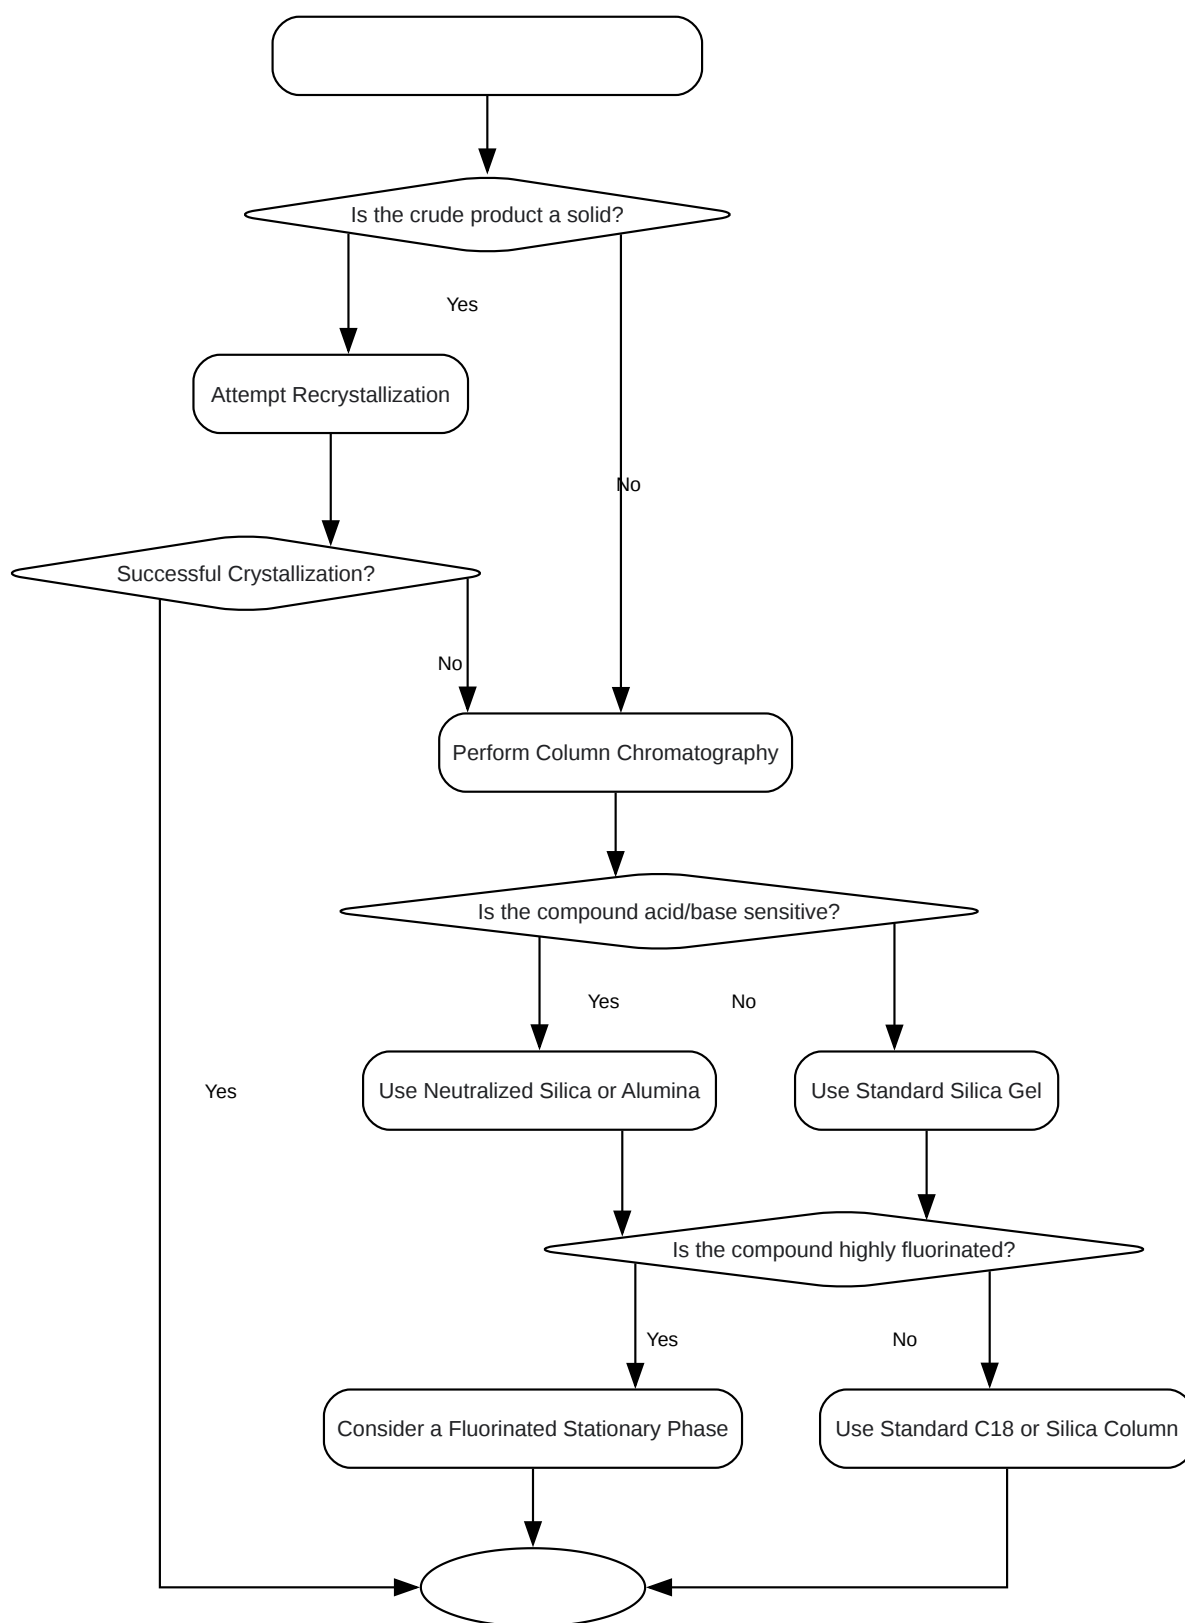 Is the crude product a solid?
Yes
Attempt Recrystallization
No
Successful Crystallization?
No
Perform Column Chromatography
Is the compound acid/base sensitive?
Yes
No
Yes
Use Neutralized Silica or Alumina
Use Standard Silica Gel
Is the compound highly fluorinated?
Yes
No
Consider a Fluorinated Stationary Phase
Use Standard C18 or Silica Column